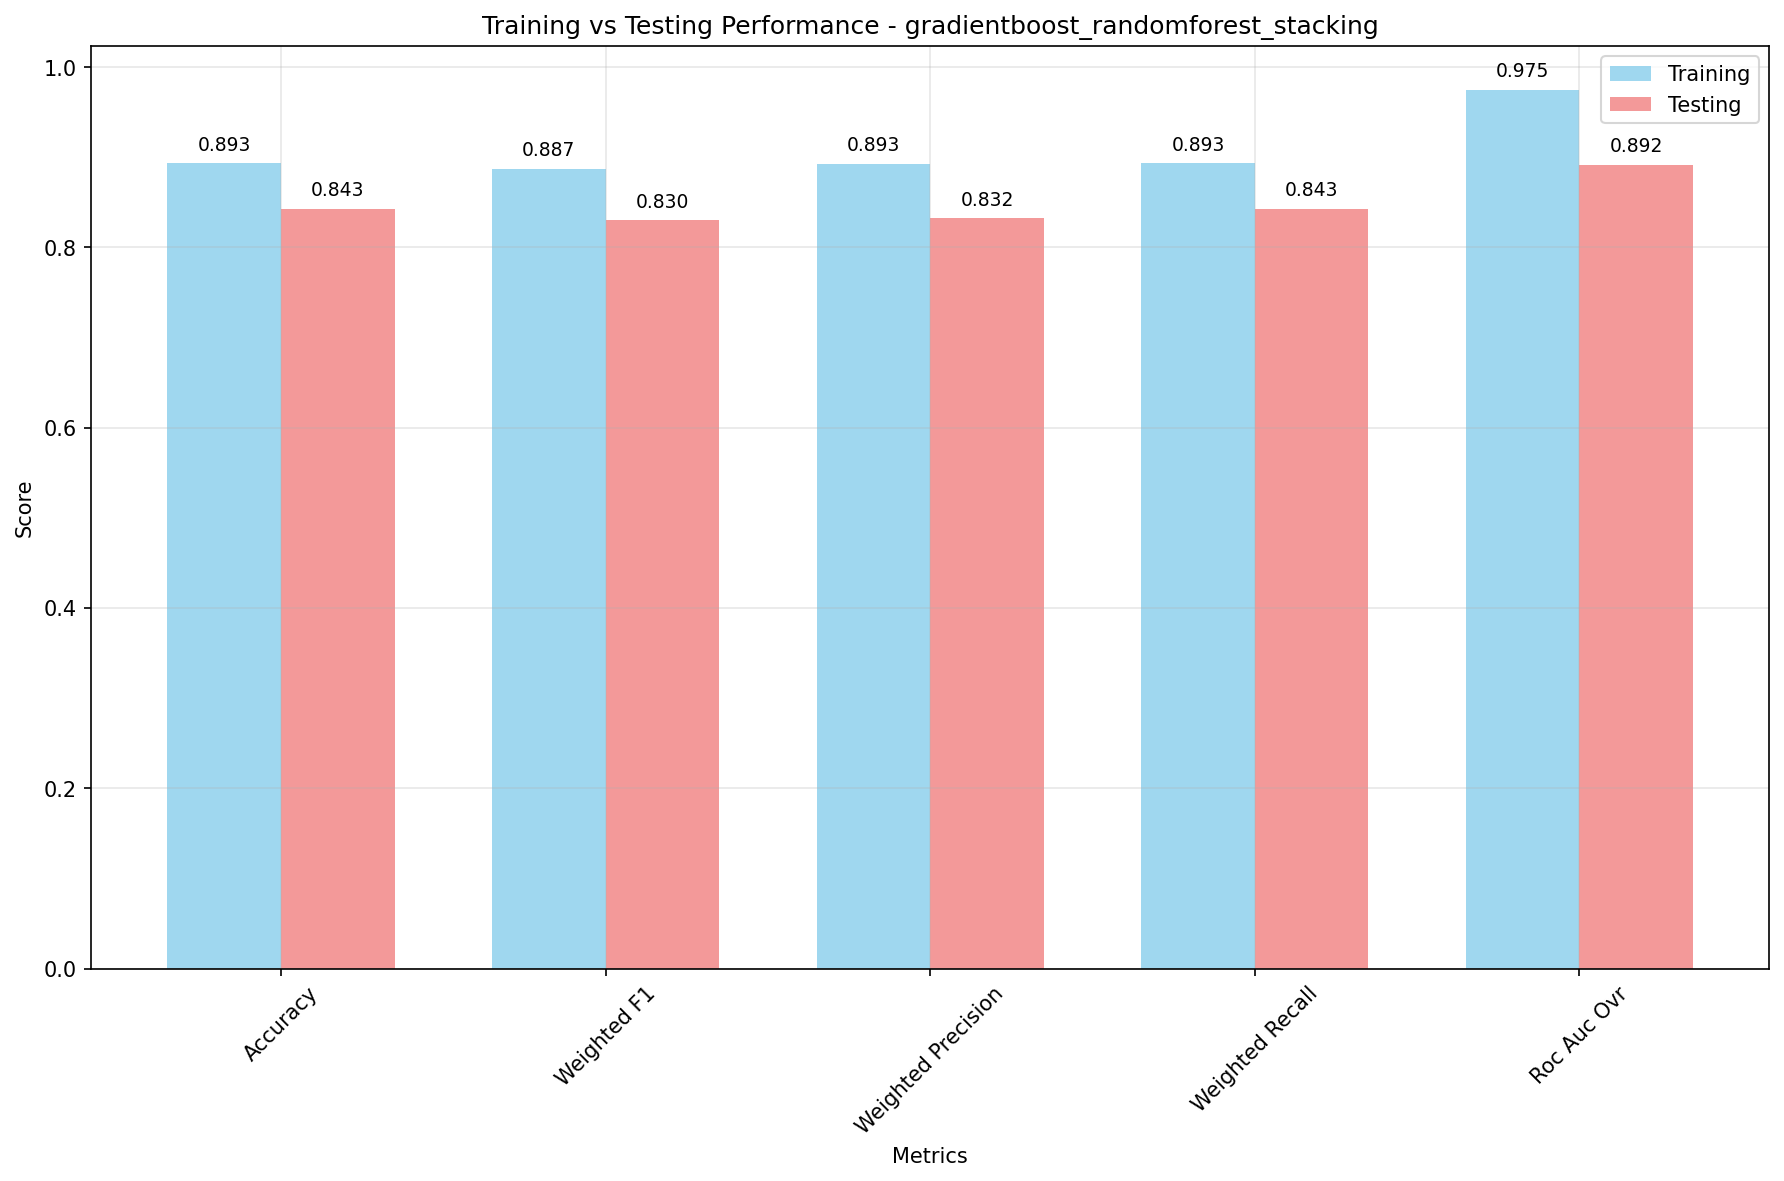 Training vs Testing Performance - gradientboost_randomforest_stacking
Training
Testing
1.0
0.8
0.6
0.4
0.2
0.0
Score
0.893
0.843
0.887
0.830
0.893
0.832
0.893
0.843
0.975
0.892
Accuracy
Weighted F1
Weighted Precision
Weighted Recall
Roc Auc Ovr
Metrics